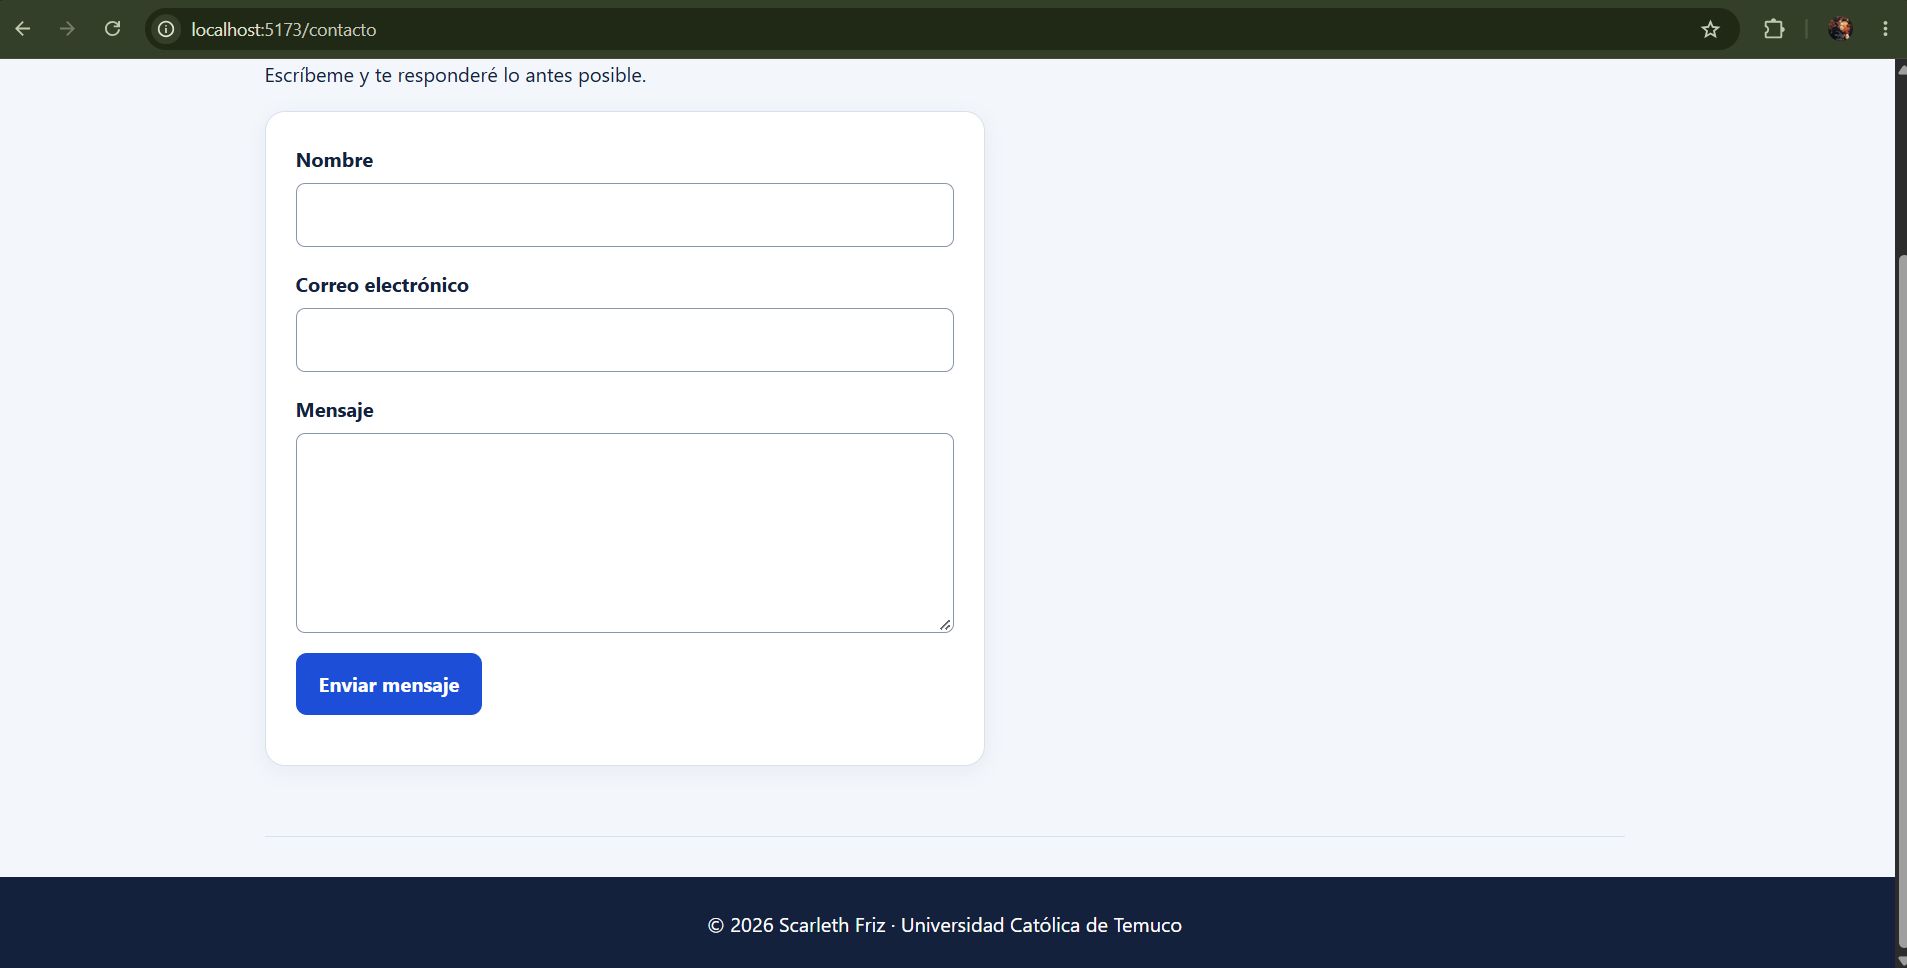 localhost:5173/contacto
Escríbeme y te responderé lo antes posible.
Nombre
Correo electrónico
Mensaje
Enviar mensaje
© 2026 Scarleth Friz · Universidad Católica de Temuco